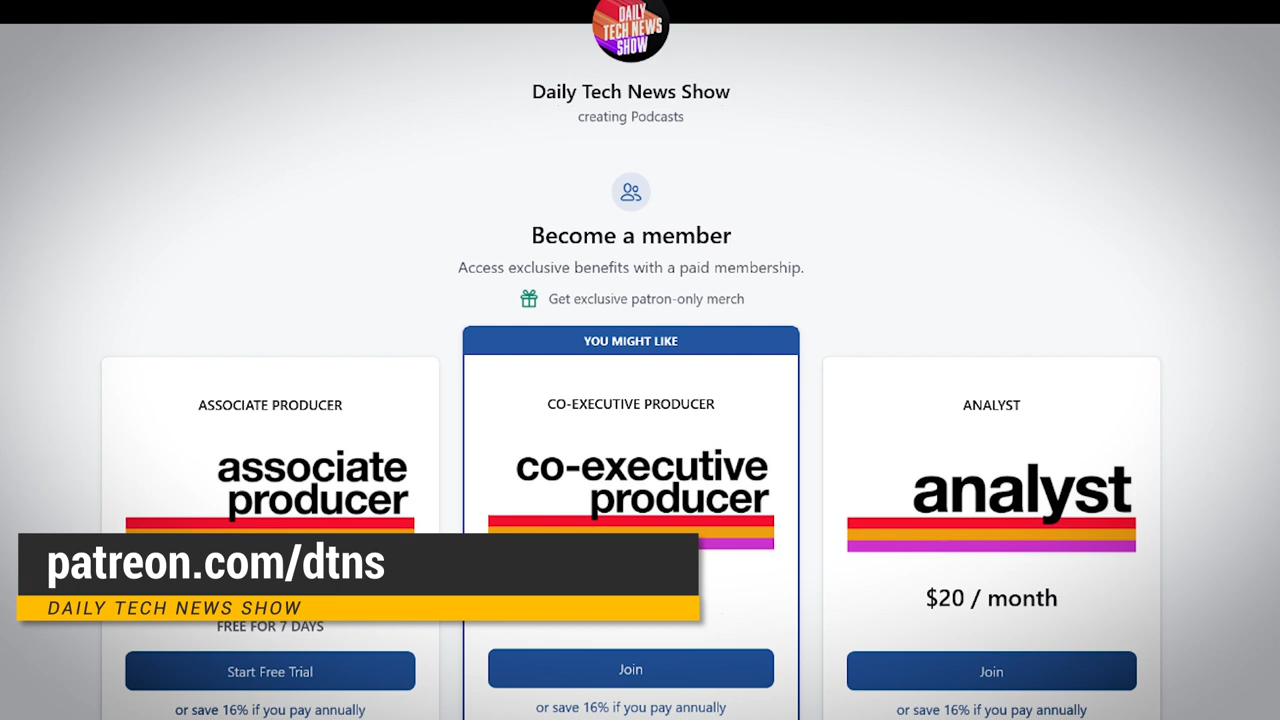 DAILY
TECH NEWS
SHOW
Daily Tech News Show
creating Podcasts
Become a member
Access exclusive benefits with a paid membership.
Get exclusive patron-only merch
YOU MIGHT LIKE
ASSOCIATE PRODUCER
associate
producer
CO-EXECUTIVE PRODUCER
co-executive
producer
ANALYST
analyst
$20 / month
patreon.com/dtns
DAILY TECH NEWS SHOW
FREE FOR 7 DAYS
Start Free Trial
or save 16% if you pay annually
Join
or save 16% if you pay annually
Join
or save 16% if you pay annually